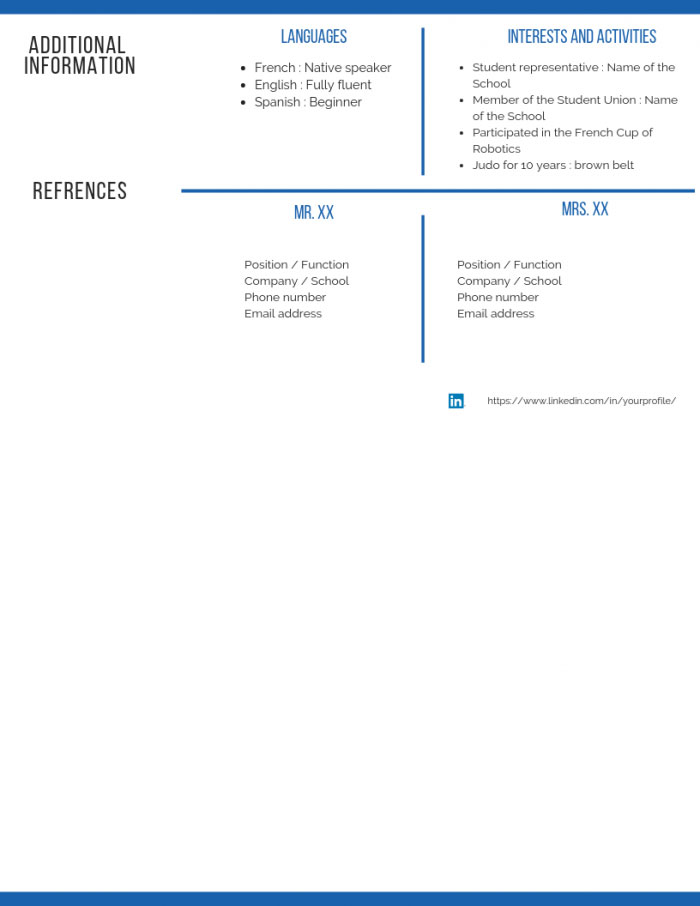 ADDITIONAL
INFORMATION
LANGUAGES
• French : Native speaker
• English : Fully fluent
• Spanish : Beginner
INTERESTS AND ACTIVITIES
• Student representative : Name of the
School
• Member of the Student Union : Name
of the School
• Participated in the French Cup of
Robotics
• Judo for 10 years : brown belt
REFRENCES
MR. XX
Position / Function
Company / School
Phone number
Email address
MRS. XX
Position / Function
Company / School
Phone number
Email address
in
https://www.linkedin.com/in/yourprofile/